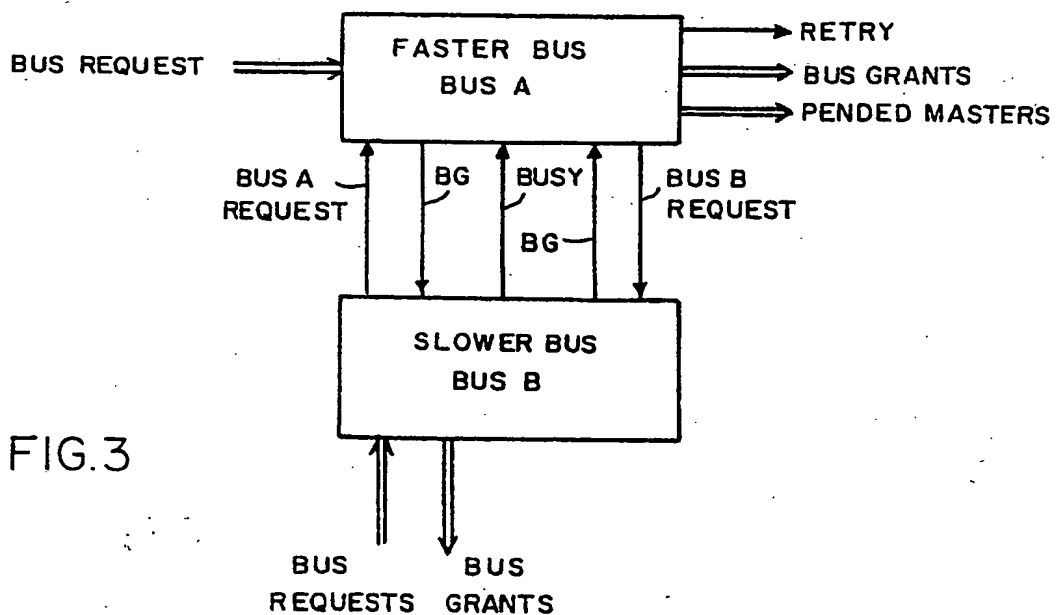 BUS REQUEST
FASTER BUS
BUS A
RETRY
BUS GRANTS
PENDED MASTERS
BUS A
REQUEST
BG
BUSY
BG
BUS B
REQUEST
SLOWER BUS
BUS B
FIG.3
BUS
REQUESTS
BUS
GRANTS